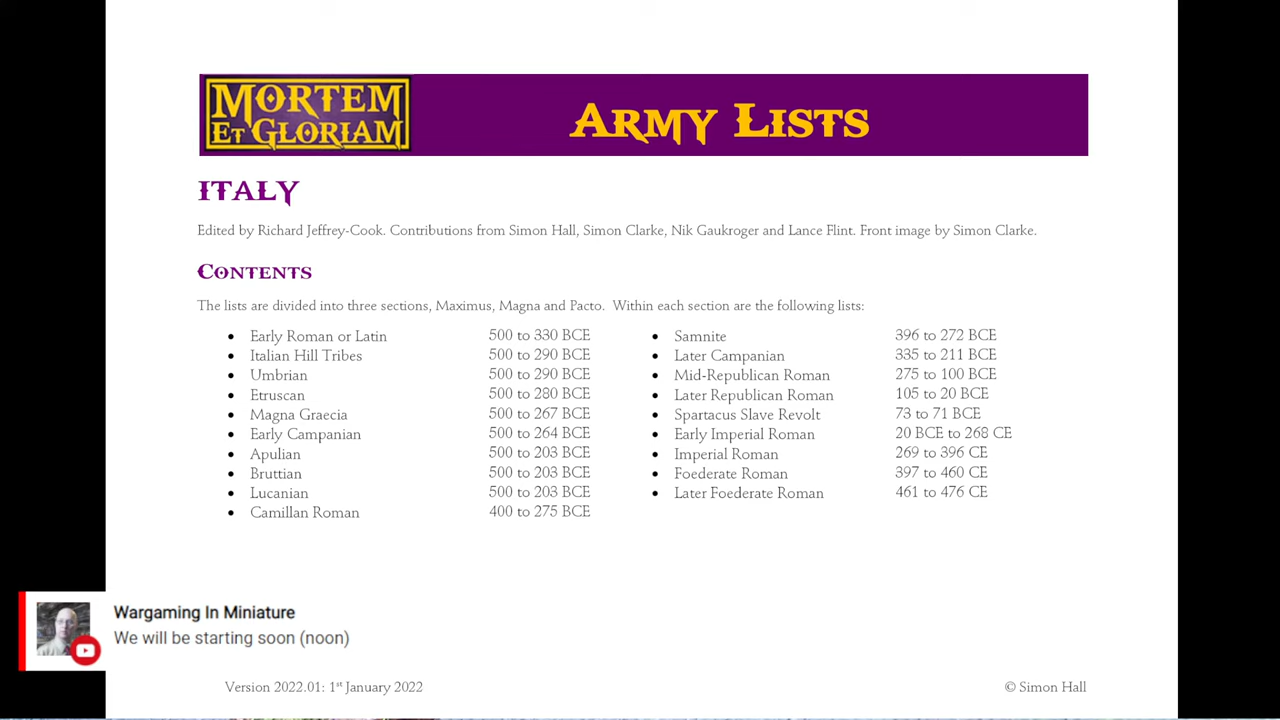 MORTEM
ET GLORIAM
ARMY LISTS
ITALY
Edited by Richard Jeffrey-Cook. Contributions from Simon Hall, Simon Clarke, Nik Gaukroger and Lance Flint. Front image by Simon Clarke.
CONTENTS
The lists are divided into three sections, Maximus, Magna and Pacto. Within each section are the following lists:
• Early Roman or Latin 500 to 330 BCE
• Italian Hill Tribes 500 to 290 BCE
• Umbrian 500 to 290 BCE
• Etruscan 500 to 280 BCE
• Magna Graecia 500 to 267 BCE
• Early Campanian 500 to 264 BCE
• Apulian 500 to 203 BCE
• Bruttian 500 to 203 BCE
• Lucanian 500 to 203 BCE
• Camillan Roman 400 to 275 BCE
• Samnite 396 to 272 BCE
• Later Campanian 335 to 211 BCE
• Mid-Republican Roman 275 to 100 BCE
• Later Republican Roman 105 to 20 BCE
• Spartacus Slave Revolt 73 to 71 BCE
• Early Imperial Roman 20 BCE to 268 CE
• Imperial Roman 269 to 396 CE
• Foederate Roman 397 to 460 CE
• Later Foederate Roman 461 to 476 CE
Wargaming In Miniature
We will be starting soon (noon)
Version 2022.01: 1st January 2022
© Simon Hall